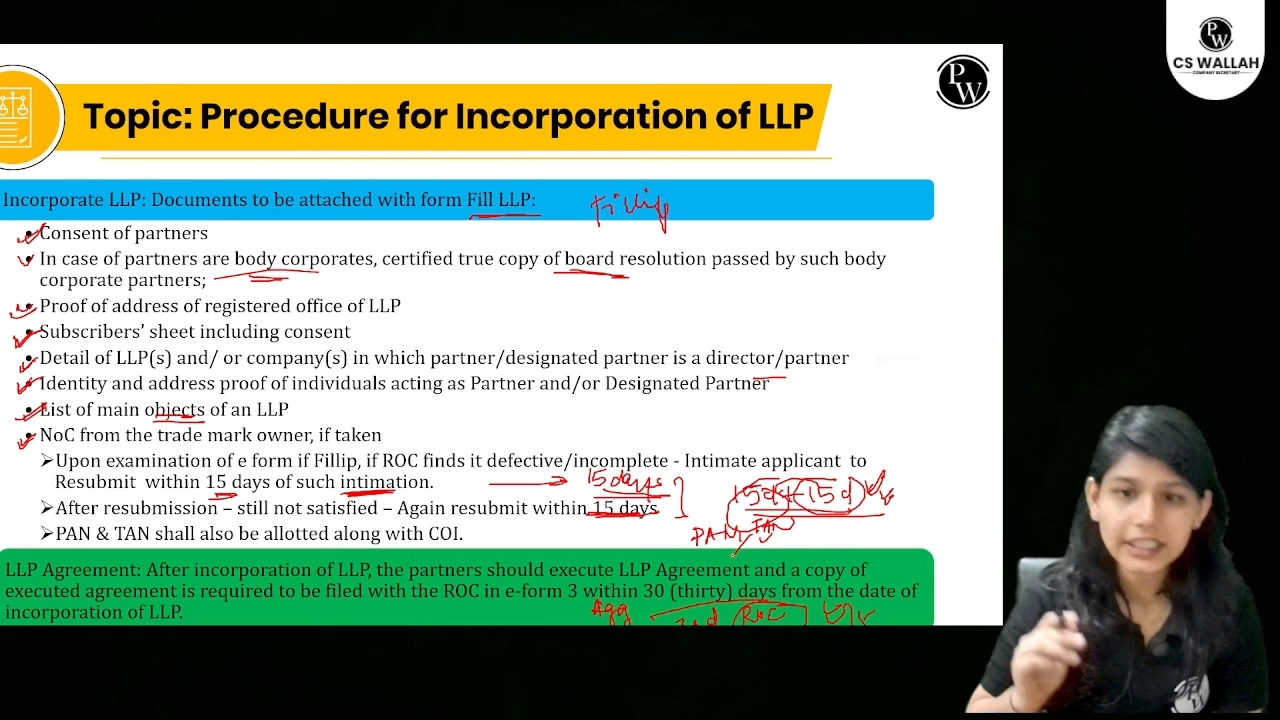 PW
CS WALLAH
COMPANY SECRETARY
PW
Topic: Procedure for Incorporation of LLP
Incorporate LLP: Documents to be attached with form Fill LLP:
• Consent of partners
• In case of partners are body corporates, certified true copy of board resolution passed by such body
corporate partners;
• Proof of address of registered office of LLP
• Subscribers' sheet including consent
• Detail of LLP(s) and/ or company(s) in which partner/designated partner is a director/partner
• Identity and address proof of individuals acting as Partner and/or Designated Partner
• List of main objects of an LLP
• NoC from the trade mark owner, if taken
➢Upon examination of e form if Fillip, if ROC finds it defective/incomplete - Intimate applicant to
Resubmit within 15 days of such intimation.
15 days
➢After resubmission – still not satisfied – Again resubmit within 15 days
➢PAN & TAN shall also be allotted along with COI.
PAN TAN
LLP Agreement: After incorporation of LLP, the partners should execute LLP Agreement and a copy of
executed agreement is required to be filed with the ROC in e-form 3 within 30 (thirty) days from the date of
incorporation of LLP.
Agg
ROC
PW